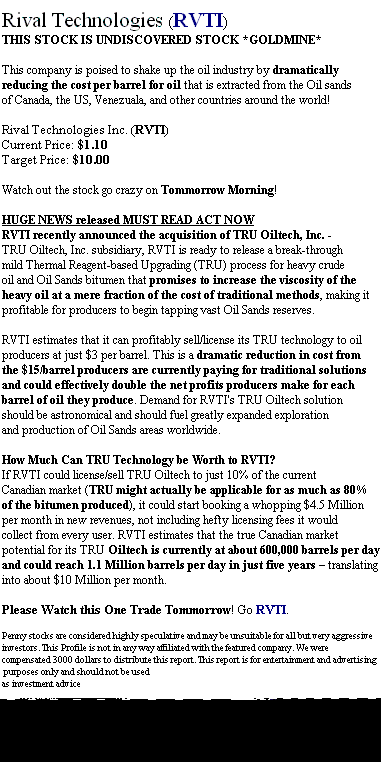 Rival Technologies (RVTI)
THIS STOCK IS UNDISCOVERED STOCK *GOLDMINE*
This company is poised to shake up the oil industry by dramatically
reducing the cost per barrel for oil that is extracted from the Oil sands
of Canada, the US, Venezuala, and other countries around the world!
Rival Technologies Inc. (RVTI)
Current Price: $1.10
Target Price: $10.00
Watch out the stock go crazy on Tommorrow Morning!
HUGE NEWS released MUST READ ACT NOW
RVTI recently announced the acquisition of TRU Oiltech, Inc. -
TRU Oiltech, Inc. subsidiary, RVTI is ready to release a break-through
mild Thermal Reagent-based Upgrading (TRU) process for heavy crude
oil and Oil Sands bitumen that promises to increase the viscosity of the
heavy oil at a mere fraction of the cost of traditional methods, making it
profitable for producers to begin tapping vast Oil Sands reserves.
RVTI estimates that it can profitably sell/license its TRU technology to oil
producers at just $3 per barrel. This is a dramatic reduction in cost from
the $15/barrel producers are currently paying for traditional solutions
and could effectively double the net profits producers make for each
barrel of oil they produce. Demand for RVTI's TRU Oiltech solution
should be astronomical and should fuel greatly expanded exploration
and production of Oil Sands areas worldwide.
How Much Can TRU Technology be Worth to RVTI?
If RVTI could license/sell TRU Oiltech to just 10% of the current
Canadian market (TRU might actually be applicable for as much as 80%
of the bitumen produced), it could start booking a whopping $4.5 Million
per month in new revenues, not including hefty licensing fees it would
collect from every user. RVTI estimates that the true Canadian market
potential for its TRU Oiltech is currently at about 600,000 barrels per day
and could reach 1.1 Million barrels per day in just five years – translating
into about $10 Million per month.
Please Watch this One Trade Tommorrow! Go RVTI.
Penny stocks are considered highly speculative and may be unsuitable for all but very aggressive
investors. This Profile is not in any way affiliated with the featured company. We were
compensated 3000 dollars to distribute this report. This report is for entertainment and advertising
purposes only and should not be used
as investment advice